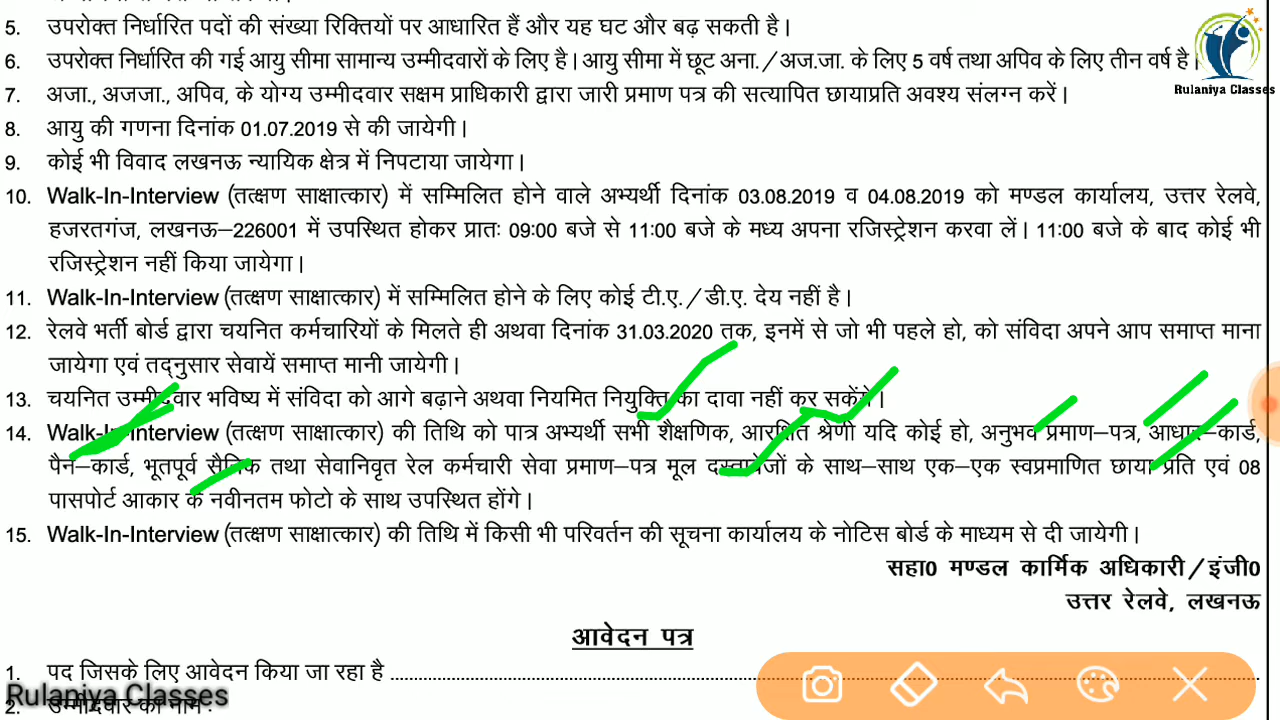 5. उपरोक्त निर्धारित पदों की संख्या रिक्तियों पर आधारित हैं और यह घट और बढ़ सकती है।
6. उपरोक्त निर्धारित की गई आयु सीमा सामान्य उम्मीदवारों के लिए है। आयु सीमा में छूट अना./अज.जा. के लिए 5 वर्ष तथा अपिव के लिए तीन वर्ष है।
Rulaniya Classes
7. अजा., अजजा., अपिव, के योग्य उम्मीदवार सक्षम प्राधिकारी द्वारा जारी प्रमाण पत्र की सत्यापित छायाप्रति अवश्य संलग्न करें।
8. आयु की गणना दिनांक 01.07.2019 से की जायेगी।
9. कोई भी विवाद लखनऊ न्यायिक क्षेत्र में निपटाया जायेगा।
10. Walk-In-Interview (तत्क्षण साक्षात्कार) में सम्मिलित होने वाले अभ्यर्थी दिनांक 03.08.2019 व 04.08.2019 को मण्डल कार्यालय, उत्तर रेलवे,
हजरतगंज, लखनऊ–226001 में उपस्थित होकर प्रातः 09:00 बजे से 11:00 बजे के मध्य अपना रजिस्ट्रेशन करवा लें। 11:00 बजे के बाद कोई भी
रजिस्ट्रेशन नहीं किया जायेगा।
11. Walk-In-Interview (तत्क्षण साक्षात्कार) में सम्मिलित होने के लिए कोई टी.ए./डी.ए. देय नहीं है।
12. रेलवे भर्ती बोर्ड द्वारा चयनित कर्मचारियों के मिलते ही अथवा दिनांक 31.03.2020 तक, इनमें से जो भी पहले हो, को संविदा अपने आप समाप्त माना
जायेगा एवं तद्नुसार सेवायें समाप्त मानी जायेगी।
13. चयनित उम्मीदवार भविष्य में संविदा को आगे बढ़ाने अथवा नियमित नियुक्ति का दावा नहीं कर सकेंगे।
14. Walk-In-Interview (तत्क्षण साक्षात्कार) की तिथि को पात्र अभ्यर्थी सभी शैक्षणिक, आरक्षित श्रेणी यदि कोई हो, अनुभव प्रमाण–पत्र, आधार–कार्ड,
पैन–कार्ड, भूतपूर्व सैनिक तथा सेवानिवृत रेल कर्मचारी सेवा प्रमाण–पत्र मूल दस्तावेजों के साथ–साथ एक–एक स्वप्रमाणित छाया प्रति एवं 08
पासपोर्ट आकार के नवीनतम फोटो के साथ उपस्थित होंगे।
15. Walk-In-Interview (तत्क्षण साक्षात्कार) की तिथि में किसी भी परिवर्तन की सूचना कार्यालय के नोटिस बोर्ड के माध्यम से दी जायेगी।
सहा0 मण्डल कार्मिक अधिकारी/इंजी0
उत्तर रेलवे, लखनऊ
आवेदन पत्र
1. पद जिसके लिए आवेदन किया जा रहा है
Rulaniya Classes
2. उम्मीदवार का नाम :